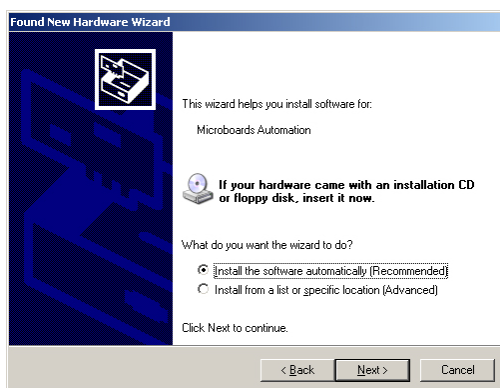 Found New Hardware Wizard
This wizard helps you install software for:
Microboards Automation
If your hardware came with an installation CD
or floppy disk, insert it now.
What do you want the wizard to do?
Install the software automatically (Recommended)
Install from a list or specific location (Advanced)
Click Next to continue.
< Back
Next >
Cancel